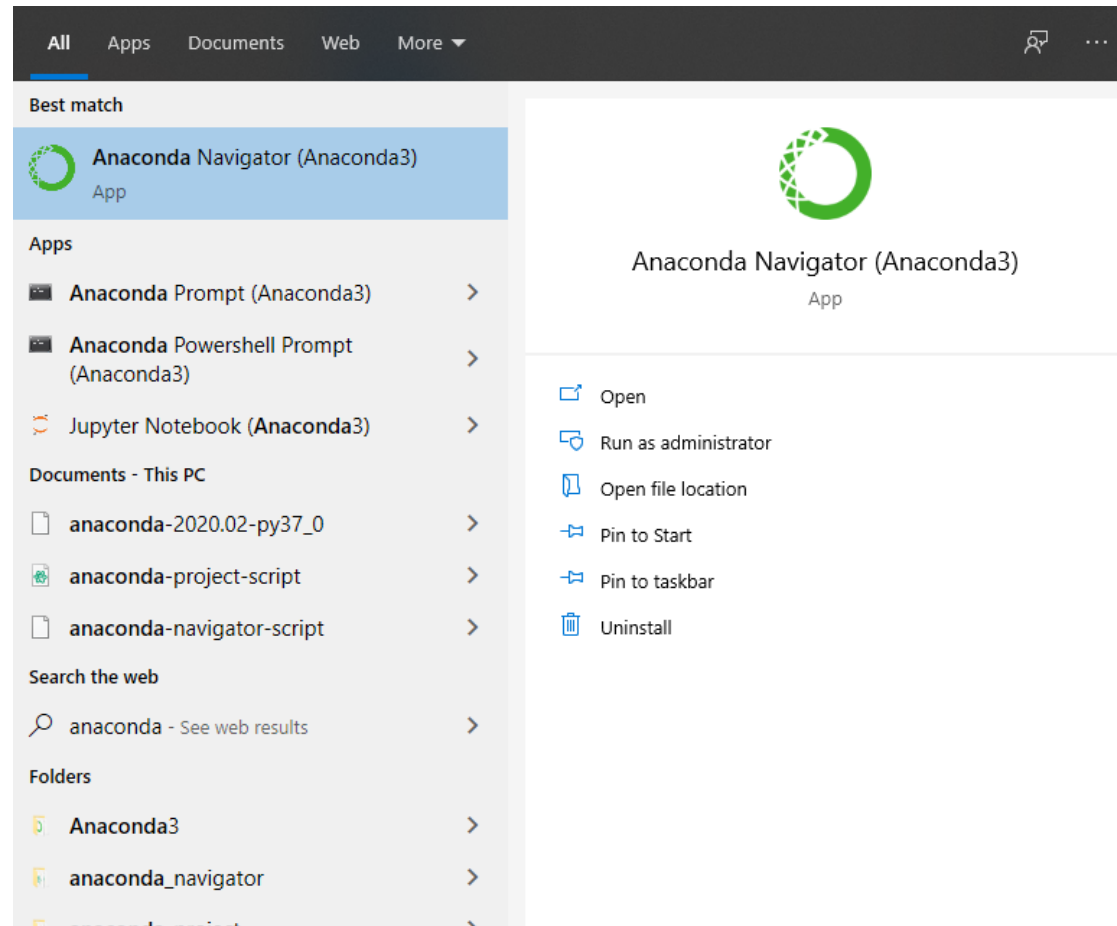 All Apps Documents Web More
Best match
Anaconda Navigator (Anaconda3)
App
Apps
Anaconda Prompt (Anaconda3)
Anaconda Powershell Prompt
(Anaconda3)
Jupyter Notebook (Anaconda3)
Documents - This PC
anaconda-2020.02-py37_0
anaconda-project-script
anaconda-navigator-script
Search the web
anaconda - See web results
Folders
Anaconda3
anaconda_navigator
Anaconda Navigator (Anaconda3)
App
Open
Run as administrator
Open file location
Pin to Start
Pin to taskbar
Uninstall